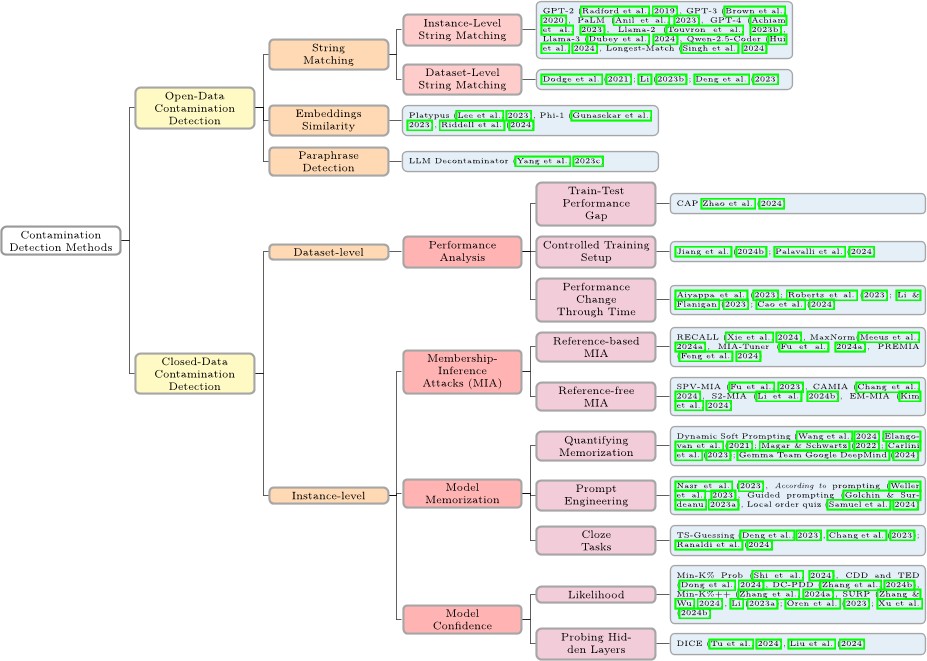 Instance-Level
String Matching
GPT-2 (Radford et al., 2019), GPT-3 (Brown et al.,
2020), PaLM (Anil et al., 2023), GPT-4 (Achiam
et al., 2023), Llama-2 (Touvron et al., 2023b),
Llama-3 (Dubey et al., 2024), Qwen-2.5-Coder (Hui
et al., 2024), Longest-Match (Singh et al., 2024)
String
Matching
Dataset-Level
String Matching
Dodge et al. (2021); Li (2023b); Deng et al. (2023)
Open-Data
Contamination
Detection
Embeddings
Similarity
Platypus (Lee et al., 2023), Phi-1 (Gunasekar et al.,
2023), Riddell et al. (2024)
Paraphrase
Detection
LLM Decontaminator (Yang et al., 2023c)
Contamination
Detection Methods
Train-Test
Performance
Gap
CAP Zhao et al. (2024)
Dataset-level
Performance
Analysis
Controlled Training
Setup
Jiang et al. (2024b); Palavalli et al. (2024)
Performance
Change
Through Time
Aiyappa et al. (2023); Roberts et al. (2023); Li &
Flanigan (2023); Cao et al. (2024)
Closed-Data
Contamination
Detection
Membership-
Inference
Attacks (MIA)
Reference-based
MIA
RECALL (Xie et al., 2024), MaxNorm(Meeus et al.,
2024a), MIA-Tuner (Fu et al., 2024a), PREMIA
(Feng et al., 2024)
Reference-free
MIA
SPV-MIA (Fu et al., 2023), CAMIA (Chang et al.,
2024), S2-MIA (Li et al., 2024b), EM-MIA (Kim
et al., 2024)
Instance-level
Model
Memorization
Quantifying
Memorization
Dynamic Soft Prompting (Wang et al., 2024) Elango-
van et al. (2021); Magar & Schwartz (2022); Carlini
et al. (2023); Gemma Team Google DeepMind (2024)
Prompt
Engineering
Nasr et al. (2023), According to prompting (Weller
et al., 2023), Guided prompting (Golchin & Sur-
deanu, 2023a), Local order quiz (Samuel et al., 2024)
Cloze
Tasks
TS-Guessing (Deng et al., 2023), Chang et al. (2023);
Ranaldi et al. (2024)
Model
Confidence
Likelihood
Min-K% Prob (Shi et al., 2024), CDD and TED
(Dong et al., 2024), DC-PDD (Zhang et al., 2024b),
Min-K%++ (Zhang et al., 2024a), SURP (Zhang &
Wu, 2024), Li (2023a); Oren et al. (2023); Xu et al.
(2024b)
Probing Hid-
den Layers
DICE (Tu et al., 2024), Liu et al. (2024)